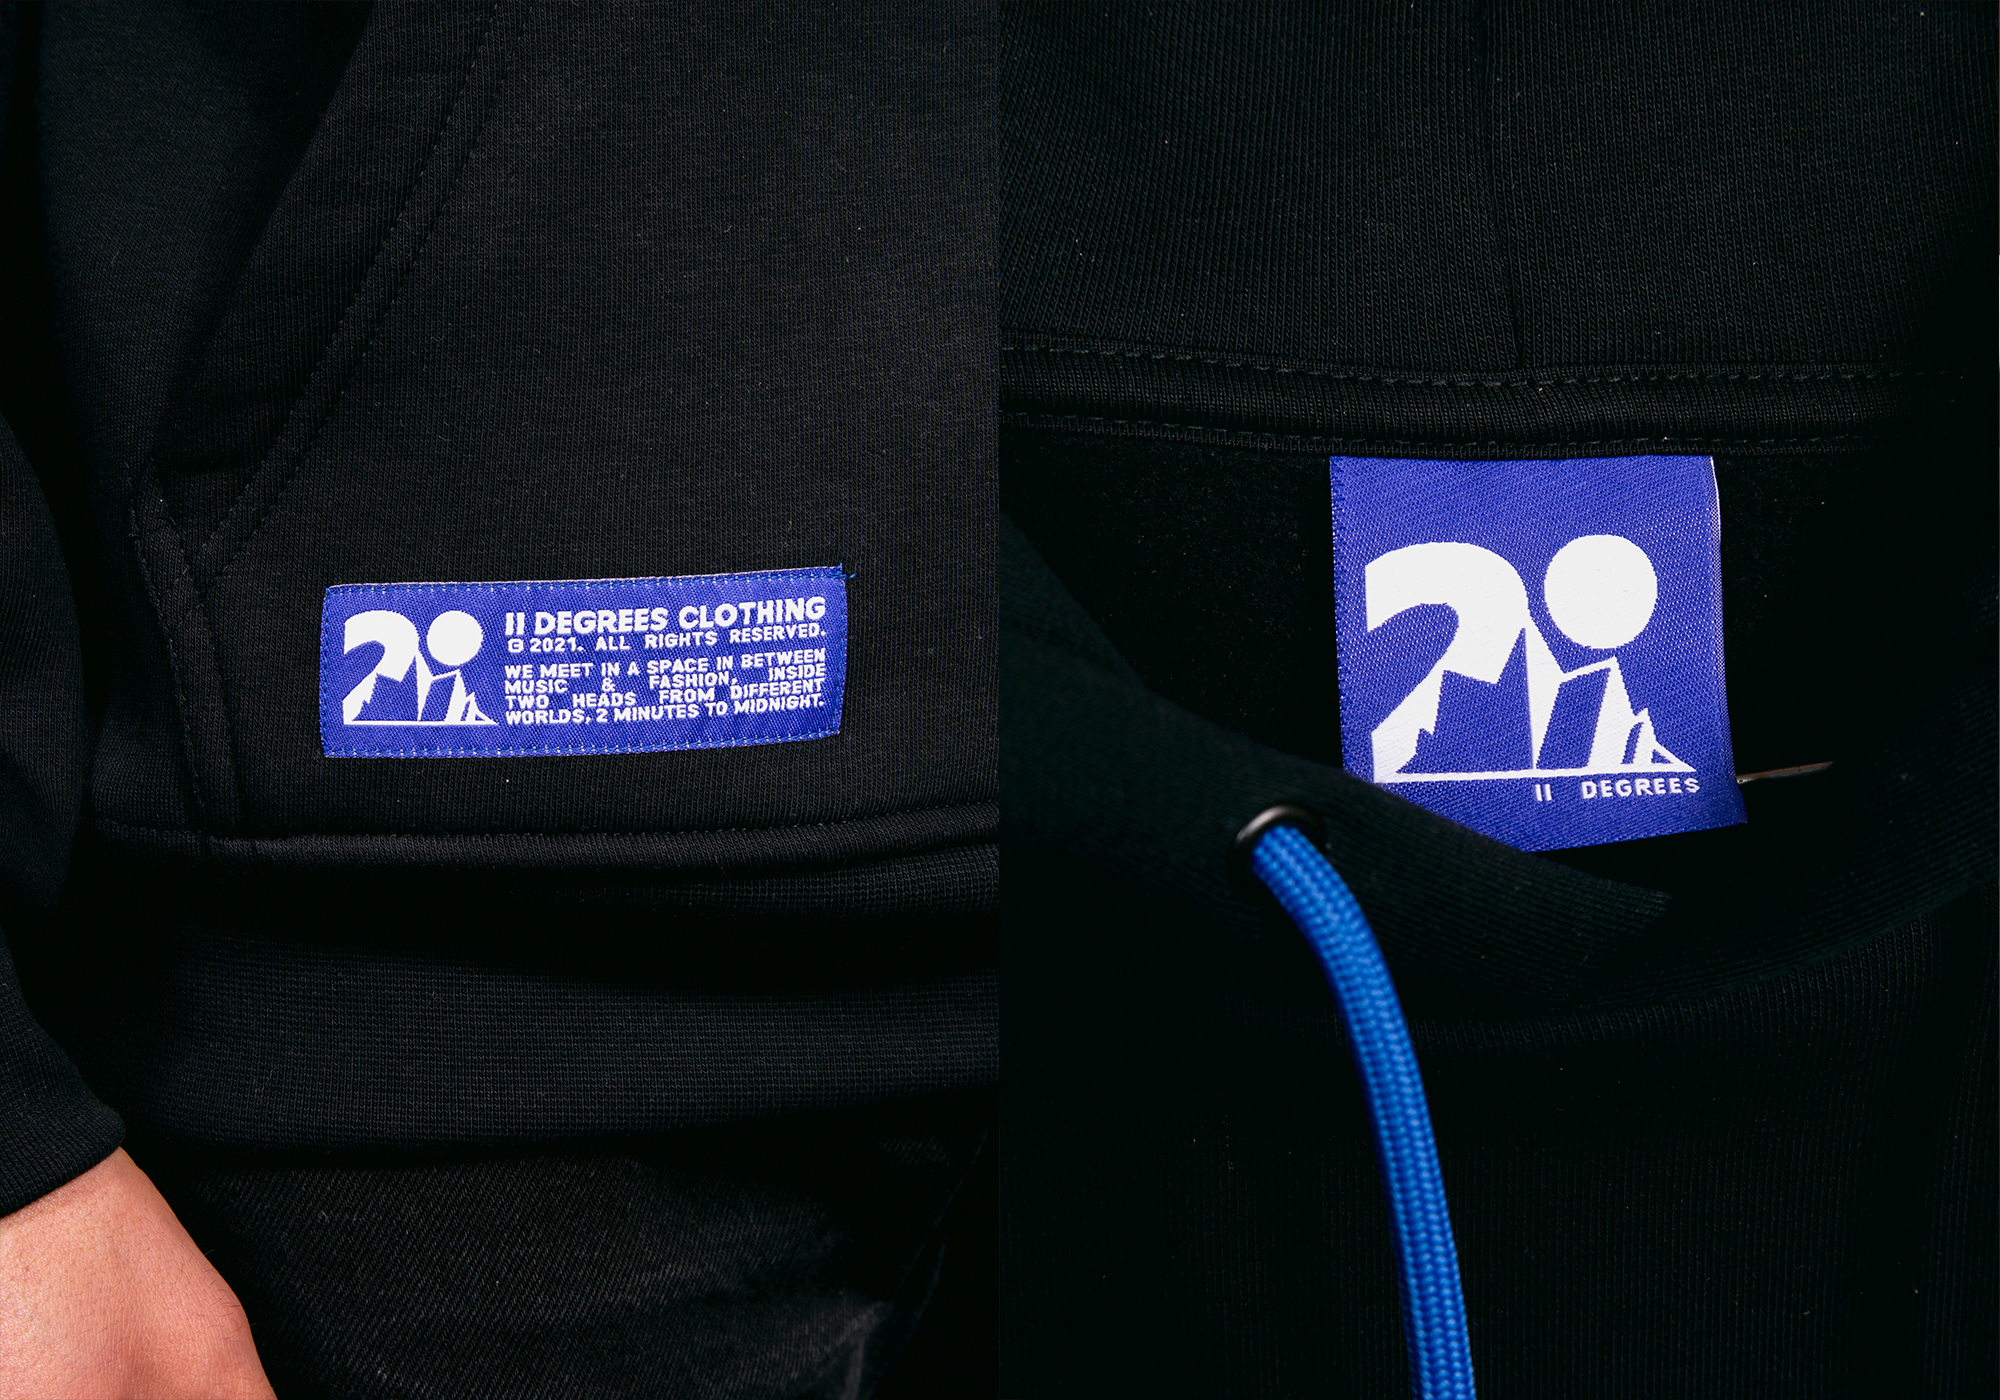 II DEGREES CLOTHING
© 2021. ALL RIGHTS RESERVED.
WE MEET IN A SPACE IN BETWEEN
MUSIC & FASHION, INSIDE
TWO HEADS FROM DIFFERENT
WORLDS, 2 MINUTES TO MIDNIGHT.
II DEGREES